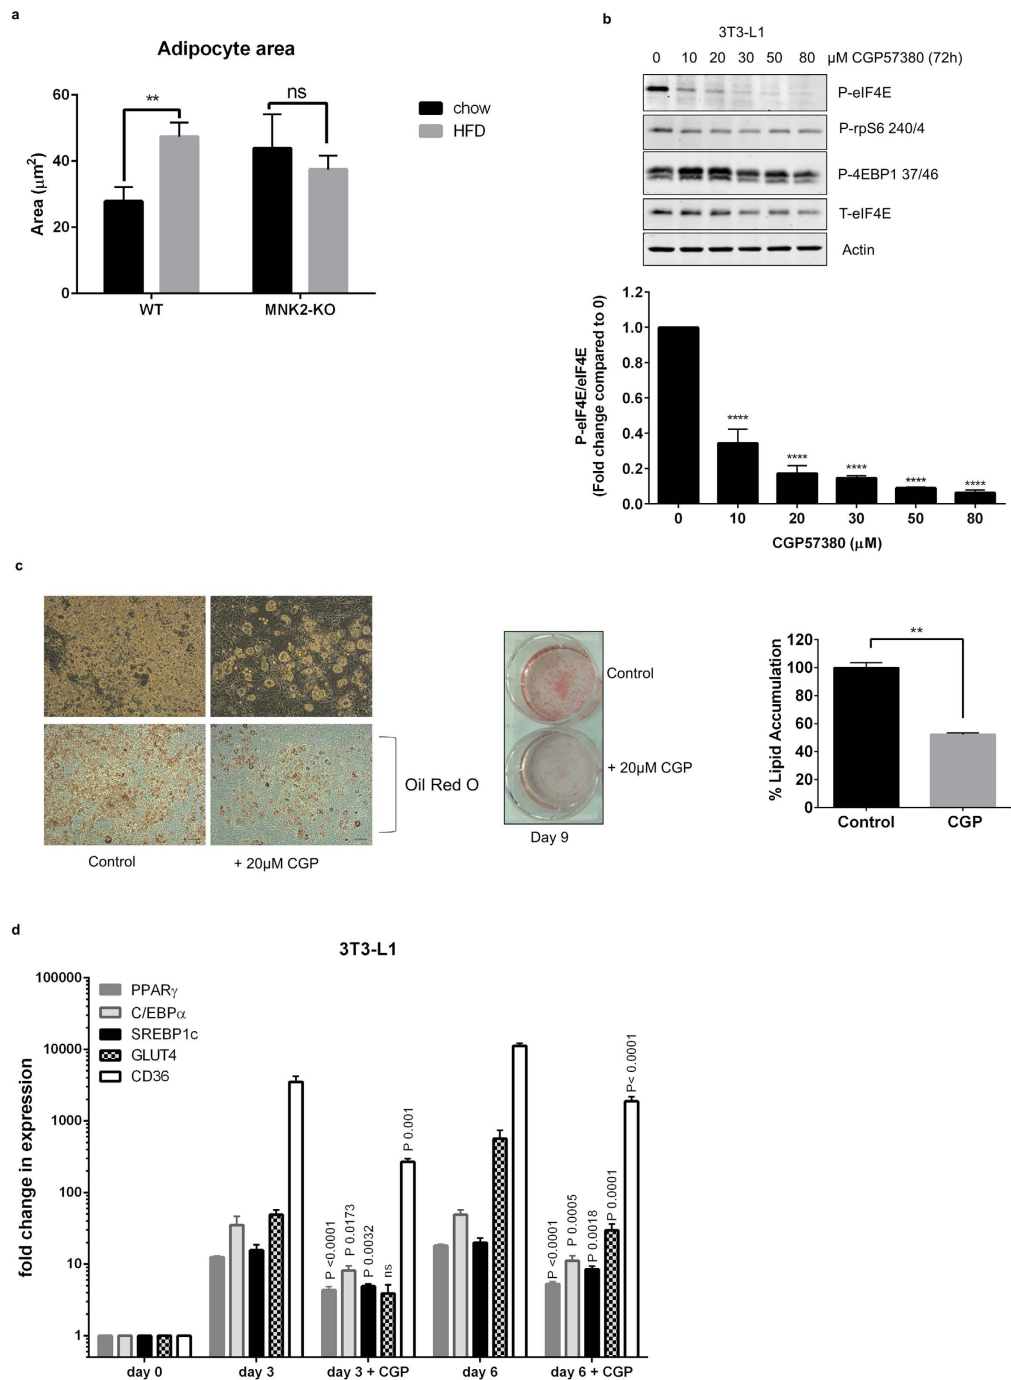 a
Adipocyte area
60
40
20
0
Area (μm²)
**
ns
WT
MNK2-KO
chow
HFD
b
3T3-L1
0 10 20 30 50 80 μM CGP57380 (72h)
P-eIF4E
P-rpS6 240/4
P-4EBP1 37/46
T-eIF4E
Actin
P-eIF4E/eIF4E
(Fold change compared to 0)
1.2
1.0
0.8
0.6
0.4
0.2
0.0
**** **** **** **** ****
0 10 20 30 50 80
CGP57380 (μM)
c
Control
+ 20μM CGP
Oil Red O
Control
+ 20μM CGP
Day 9
% Lipid Accumulation
120
100
80
60
40
20
0
**
Control CGP
d
3T3-L1
fold change in expression
100000
10000
1000
100
10
1
PPARγ
C/EBPα
SREBP1c
GLUT4
CD36
P <0.0001
P 0.0173
P 0.0032
ns
P 0.001
P <0.0001
P 0.0005
P 0.0018
P 0.0001
P< 0.0001
day 0 day 3 day 3 + CGP day 6 day 6 + CGP